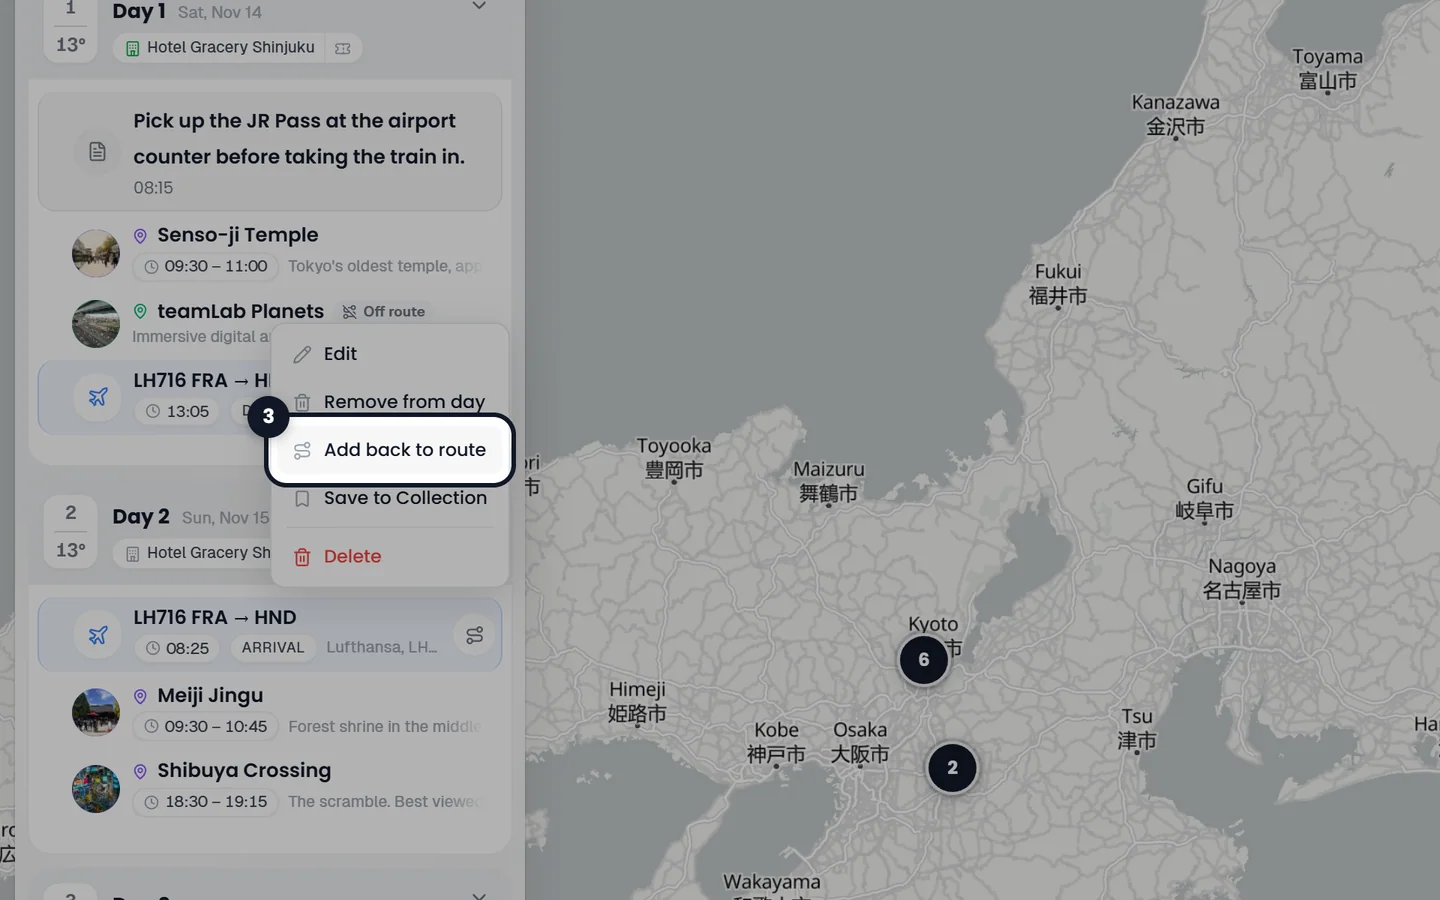 1
13°
Day 1 Sat, Nov 14
Hotel Gracery Shinjuku
Pick up the JR Pass at the airport
counter before taking the train in.
08:15
Senso-ji Temple
09:30 – 11:00 Tokyo's oldest temple, app
teamLab Planets Off route
Immersive digital a
LH716 FRA → H
13:05 D
Edit
Remove from day
3
Add back to route
Save to Collection
Delete
2
13°
Day 2 Sun, Nov 15
Hotel Gracery Sh
LH716 FRA → HND
08:25 ARRIVAL Lufthansa, LH...
Meiji Jingu
09:30 – 10:45 Forest shrine in the middle
Shibuya Crossing
18:30 – 19:15 The scramble. Best viewed
Toyama
富山市
Kanazawa
金沢市
Fukui
福井市
Toyooka
豊岡市
Maizuru
舞鶴市
Gifu
岐阜市
Nagoya
名古屋市
Kyoto
市
6
Himeji
姫路市
Kobe
神戸市
Osaka
大阪市
Tsu
津市
Ha
2
Wakayama